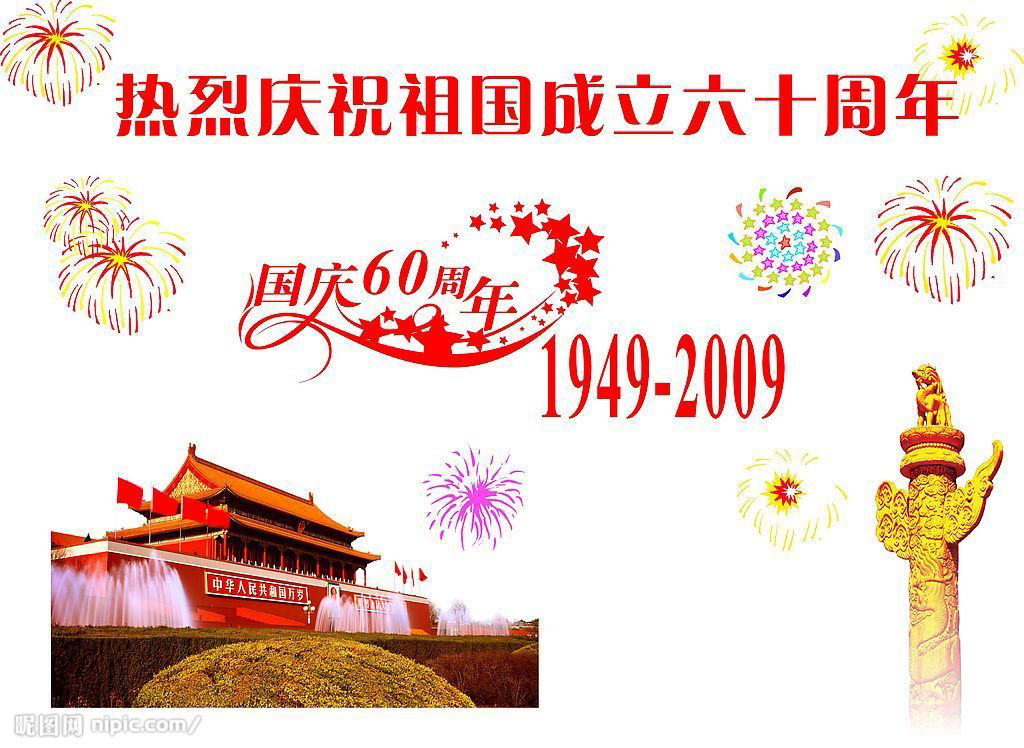 热烈庆祝祖国成立六十周年
国庆60周年
1949-2009
中华人民共和国万岁
昵图网 nipic.com/